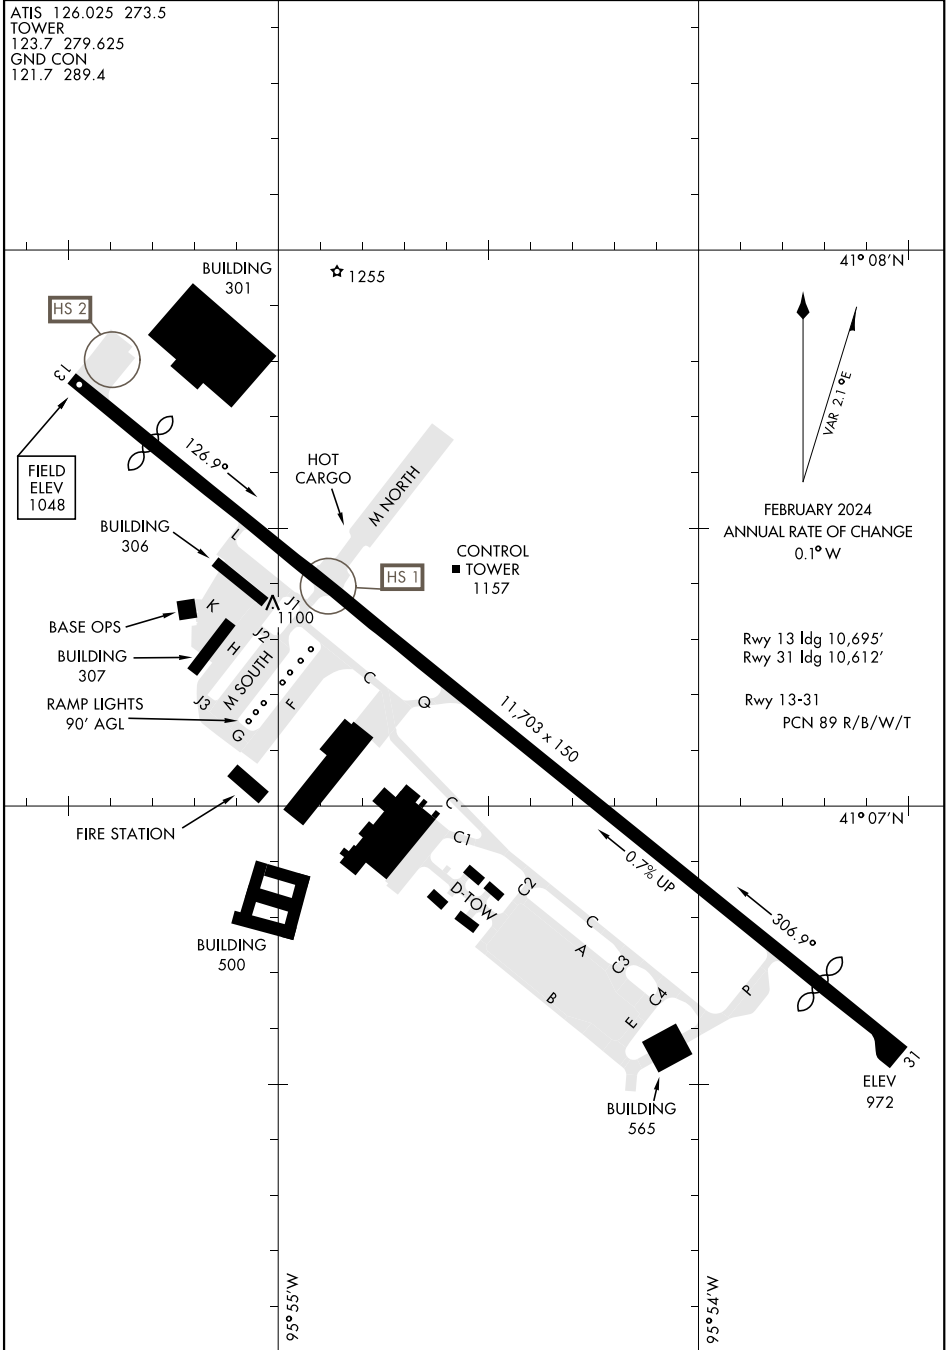 ATIS 126.025 273.5
TOWER
123.7 279.625
GND CON
121.7 289.4
41° 08'N
BUILDING
301
1255
HS 2
13
VAR 2.1°E
126.9°
FIELD
ELEV
1048
HOT
CARGO
M NORTH
FEBRUARY 2024
ANNUAL RATE OF CHANGE
0.1° W
BUILDING
306
L
CONTROL
TOWER
1157
HS 1
J1
1100
K
BASE OPS
J2
H
BUILDING
307
M SOUTH
Rwy 13 ldg 10,695'
Rwy 31 ldg 10,612'
C
Q
J3
F
RAMP LIGHTS
90' AGL
G
11,703 x 150
Rwy 13-31
PCN 89 R/B/W/T
41° 07'N
C
FIRE STATION
C1
0.7% UP
C2
D-TOW
C
306.9°
A
BUILDING
500
C3
B
C4
P
E
31
ELEV
972
BUILDING
565
95° 55'W
95° 54'W